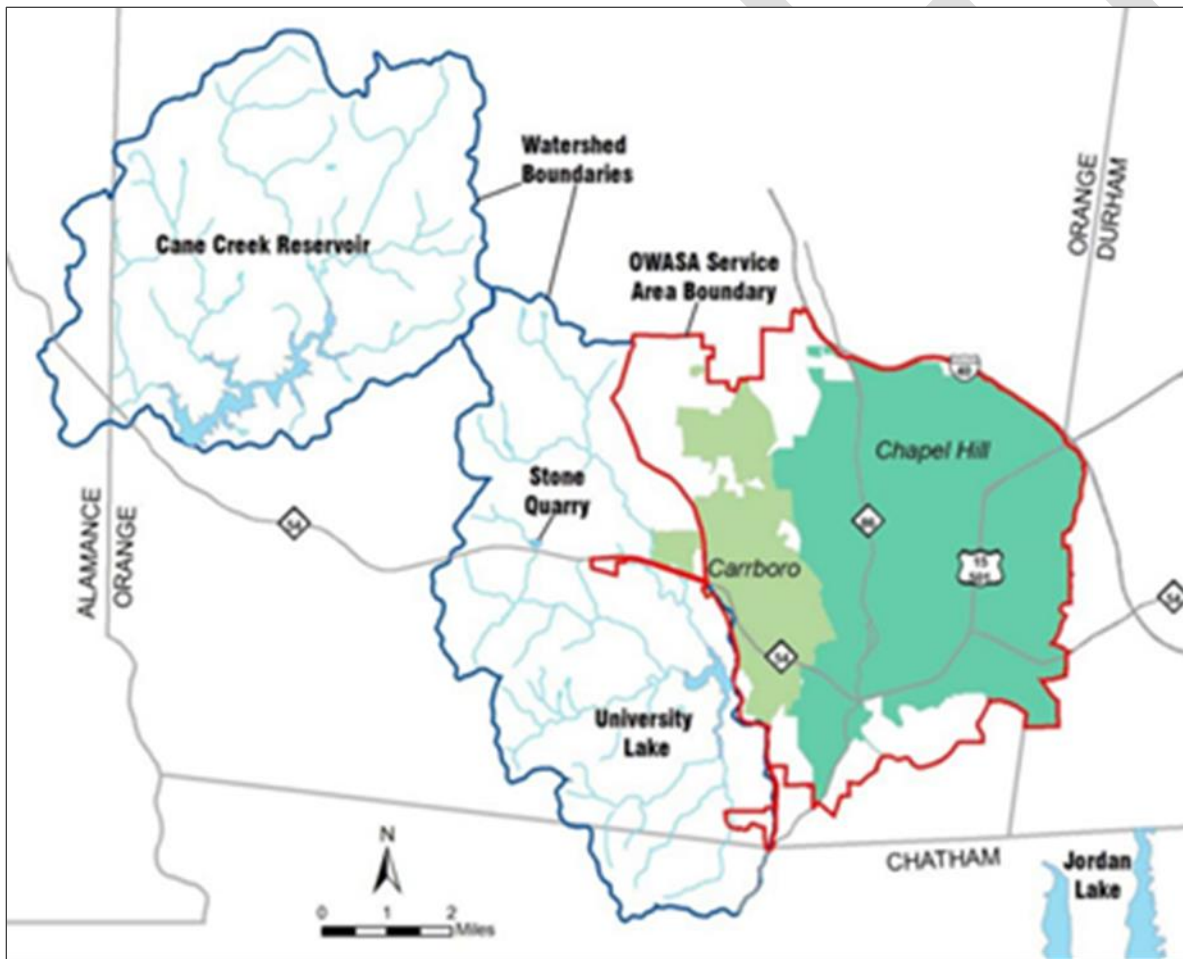 Watershed
Boundaries
Cane Creek Reservoir
OWASA Service
Area Boundary
ORANGE
DURHAM
40
Chapel Hill
Stone
Quarry
ALAMANCE
ORANGE
54
86
Carrboro
15
501
54
54
University
Lake
N
0 1 2
Miles
CHATHAM
Jordan
Lake